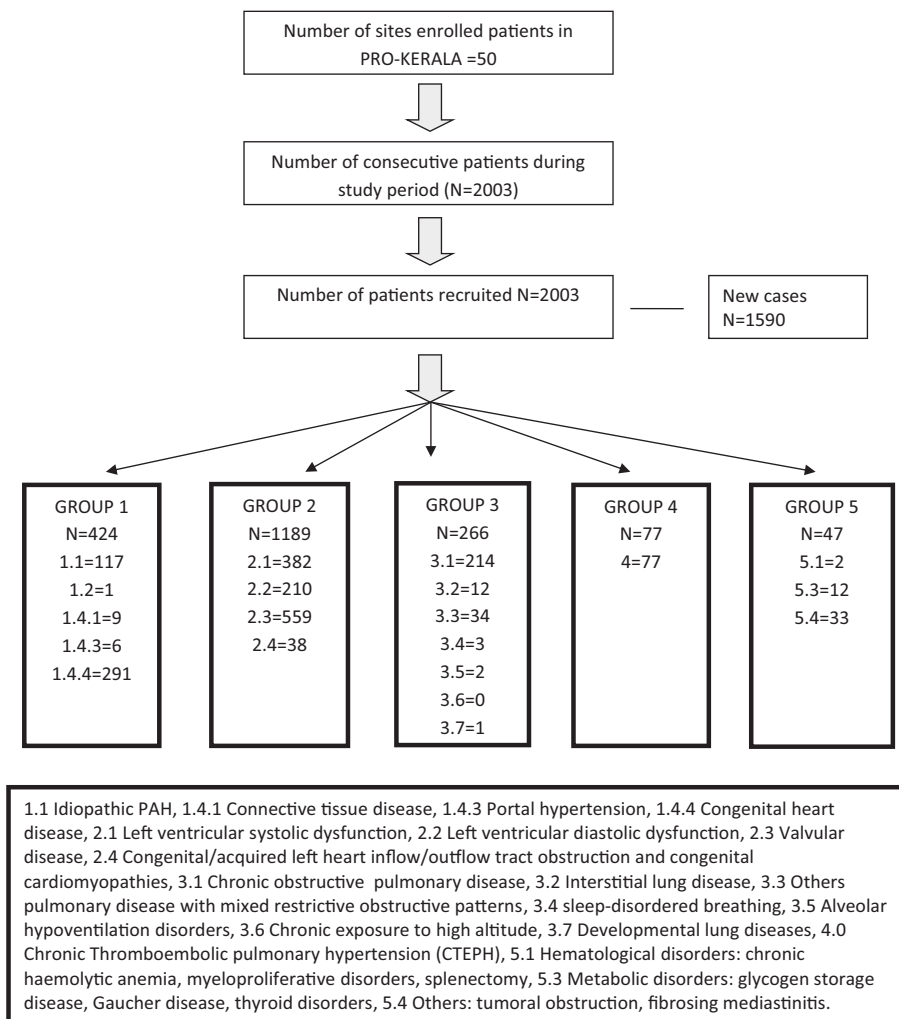 Number of sites enrolled patients in
PRO-KERALA =50
Number of consecutive patients during
study period (N=2003)
Number of patients recruited N=2003
New cases
N=1590
GROUP 1
N=424
1.1=117
1.2=1
1.4.1=9
1.4.3=6
1.4.4=291
GROUP 2
N=1189
2.1=382
2.2=210
2.3=559
2.4=38
GROUP 3
N=266
3.1=214
3.2=12
3.3=34
3.4=3
3.5=2
3.6=0
3.7=1
GROUP 4
N=77
4=77
GROUP 5
N=47
5.1=2
5.3=12
5.4=33
1.1 Idiopathic PAH, 1.4.1 Connective tissue disease, 1.4.3 Portal hypertension, 1.4.4 Congenital heart
disease, 2.1 Left ventricular systolic dysfunction, 2.2 Left ventricular diastolic dysfunction, 2.3 Valvular
disease, 2.4 Congenital/acquired left heart inflow/outflow tract obstruction and congenital
cardiomyopathies, 3.1 Chronic obstructive pulmonary disease, 3.2 Interstitial lung disease, 3.3 Others
pulmonary disease with mixed restrictive obstructive patterns, 3.4 sleep-disordered breathing, 3.5 Alveolar
hypoventilation disorders, 3.6 Chronic exposure to high altitude, 3.7 Developmental lung diseases, 4.0
Chronic Thromboembolic pulmonary hypertension (CTEPH), 5.1 Hematological disorders: chronic
haemolytic anemia, myeloproliferative disorders, splenectomy, 5.3 Metabolic disorders: glycogen storage
disease, Gaucher disease, thyroid disorders, 5.4 Others: tumoral obstruction, fibrosing mediastinitis.